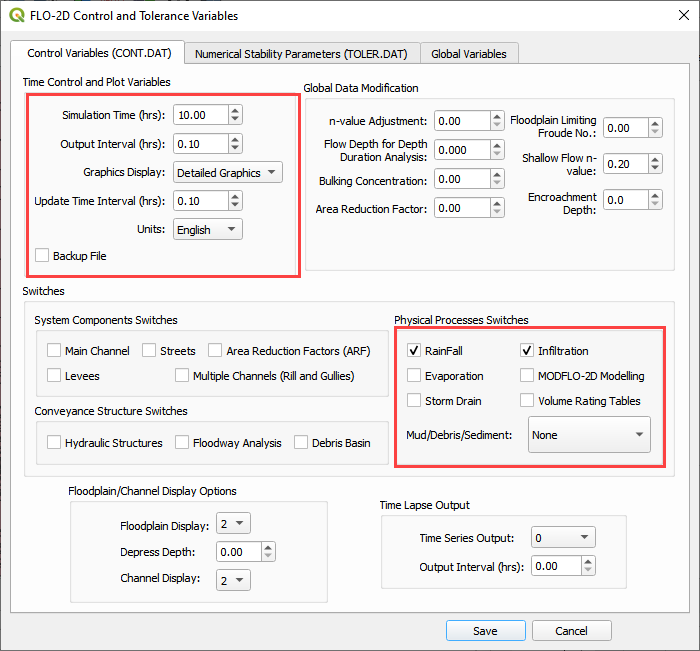 FLO-2D Control and Tolerance Variables
Control Variables (CONT.DAT)
Numerical Stability Parameters (TOLER.DAT)
Global Variables
Time Control and Plot Variables
Simulation Time (hrs): 10.00
Output Interval (hrs): 0.10
Graphics Display: Detailed Graphics
Update Time Interval (hrs): 0.10
Units: English
Backup File
Global Data Modification
n-value Adjustment: 0.00
Flow Depth for Depth
Duration Analysis: 0.000
Bulking Concentration: 0.00
Area Reduction Factor: 0.00
Floodplain Limiting
Froude No.: 0.00
Shallow Flow n-
value: 0.20
Encroachment
Depth: 0.0
Switches
System Components Switches
Main Channel Streets Area Reduction Factors (ARF)
Levees Multiple Channels (Rill and Gullies)
Conveyance Structure Switches
Hydraulic Structures Floodway Analysis Debris Basin
Physical Processes Switches
RainFall Infiltration
Evaporation MODFLO-2D Modelling
Storm Drain Volume Rating Tables
Mud/Debris/Sediment: None
Floodplain/Channel Display Options
Floodplain Display: 2
Depress Depth: 0.00
Channel Display: 2
Time Lapse Output
Time Series Output: 0
Output Interval (hrs): 0.00
Save Cancel